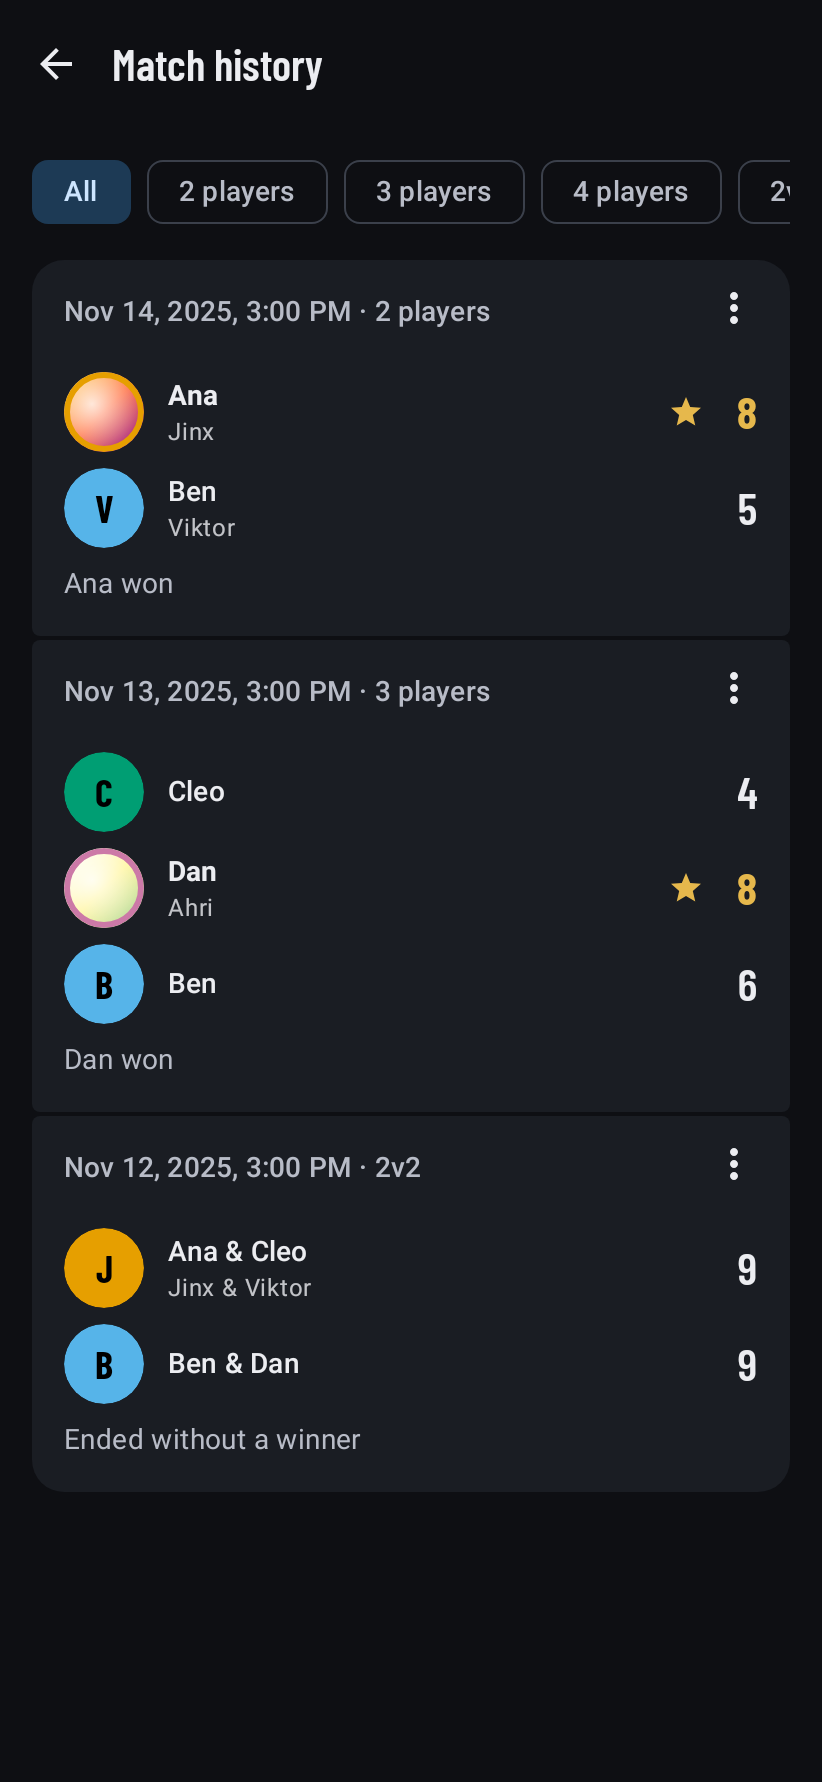 Match history
All
2 players
3 players
4 players
Nov 14, 2025, 3:00 PM · 2 players
Ana
Jinx
8
V
Ben
Viktor
5
Ana won
Nov 13, 2025, 3:00 PM · 3 players
C
Cleo
4
Dan
Ahri
8
B
Ben
6
Dan won
Nov 12, 2025, 3:00 PM · 2v2
J
Ana & Cleo
Jinx & Viktor
9
B
Ben & Dan
9
Ended without a winner